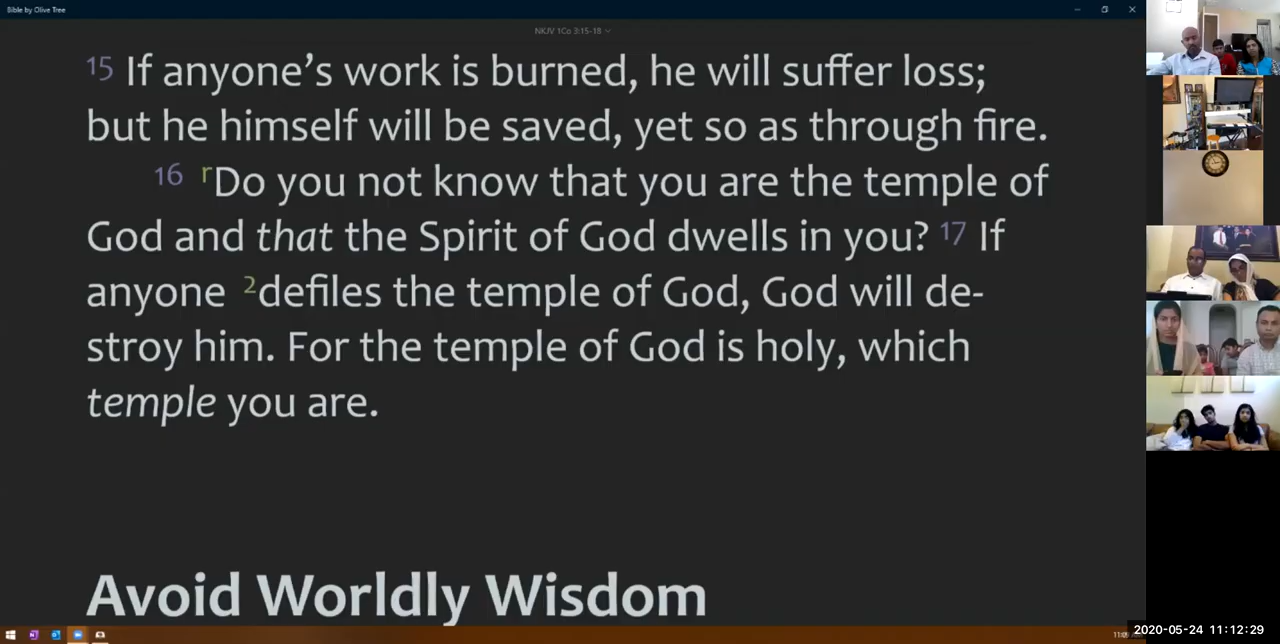 Bible by Olive Tree
NKJV 1Co 3:15-18
15 If anyone’s work is burned, he will suffer loss;
but he himself will be saved, yet so as through fire.
16 rDo you not know that you are the temple of
God and that the Spirit of God dwells in you? 17 If
anyone 2defiles the temple of God, God will de-
stroy him. For the temple of God is holy, which
temple you are.
Avoid Worldly Wisdom
2020-05-24 11:12:29